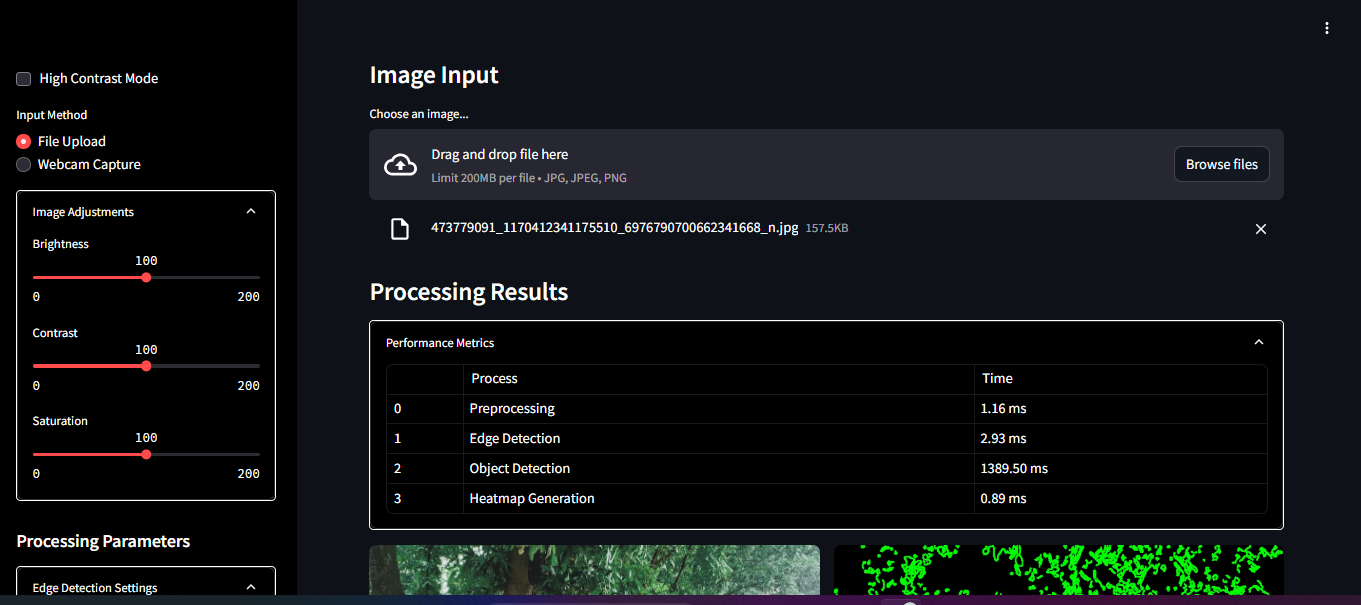 High Contrast Mode
Input Method
File Upload
Webcam Capture
Image Adjustments
Brightness
100
0 200
Contrast
100
0 200
Saturation
100
0 200
Processing Parameters
Edge Detection Settings
Image Input
Choose an image...
Drag and drop file here
Limit 200MB per file • JPG, JPEG, PNG
Browse files
473779091_1170412341175510_6976790700662341668_n.jpg 157.5KB
Processing Results
Performance Metrics
Process Time
0 Preprocessing 1.16 ms
1 Edge Detection 2.93 ms
2 Object Detection 1389.50 ms
3 Heatmap Generation 0.89 ms